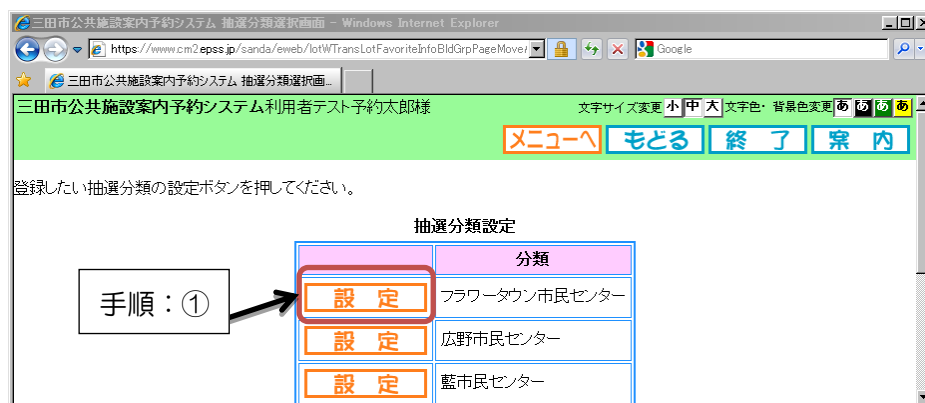 三田市公共施設案内予約システム 抽選分類選択画面 - Windows Internet Explorer
https://www.cm2.epss.jp/sanda/eweb/lotWTransLotFavoriteInfoBldGrpPageMove/
Google
三田市公共施設案内予約システム 抽選分類選択画...
三田市公共施設案内予約システム利用者テスト予約太郎様
文字サイズ変更 小 中 大 文字色・背景色変更 あ あ あ あ
メニューへ もどる 終 了 案 内
登録したい抽選分類の設定ボタンを押してください。
抽選分類設定
分類
手順：①
設 定 フラワータウン市民センター
設 定 広野市民センター
設 定 藍市民センター